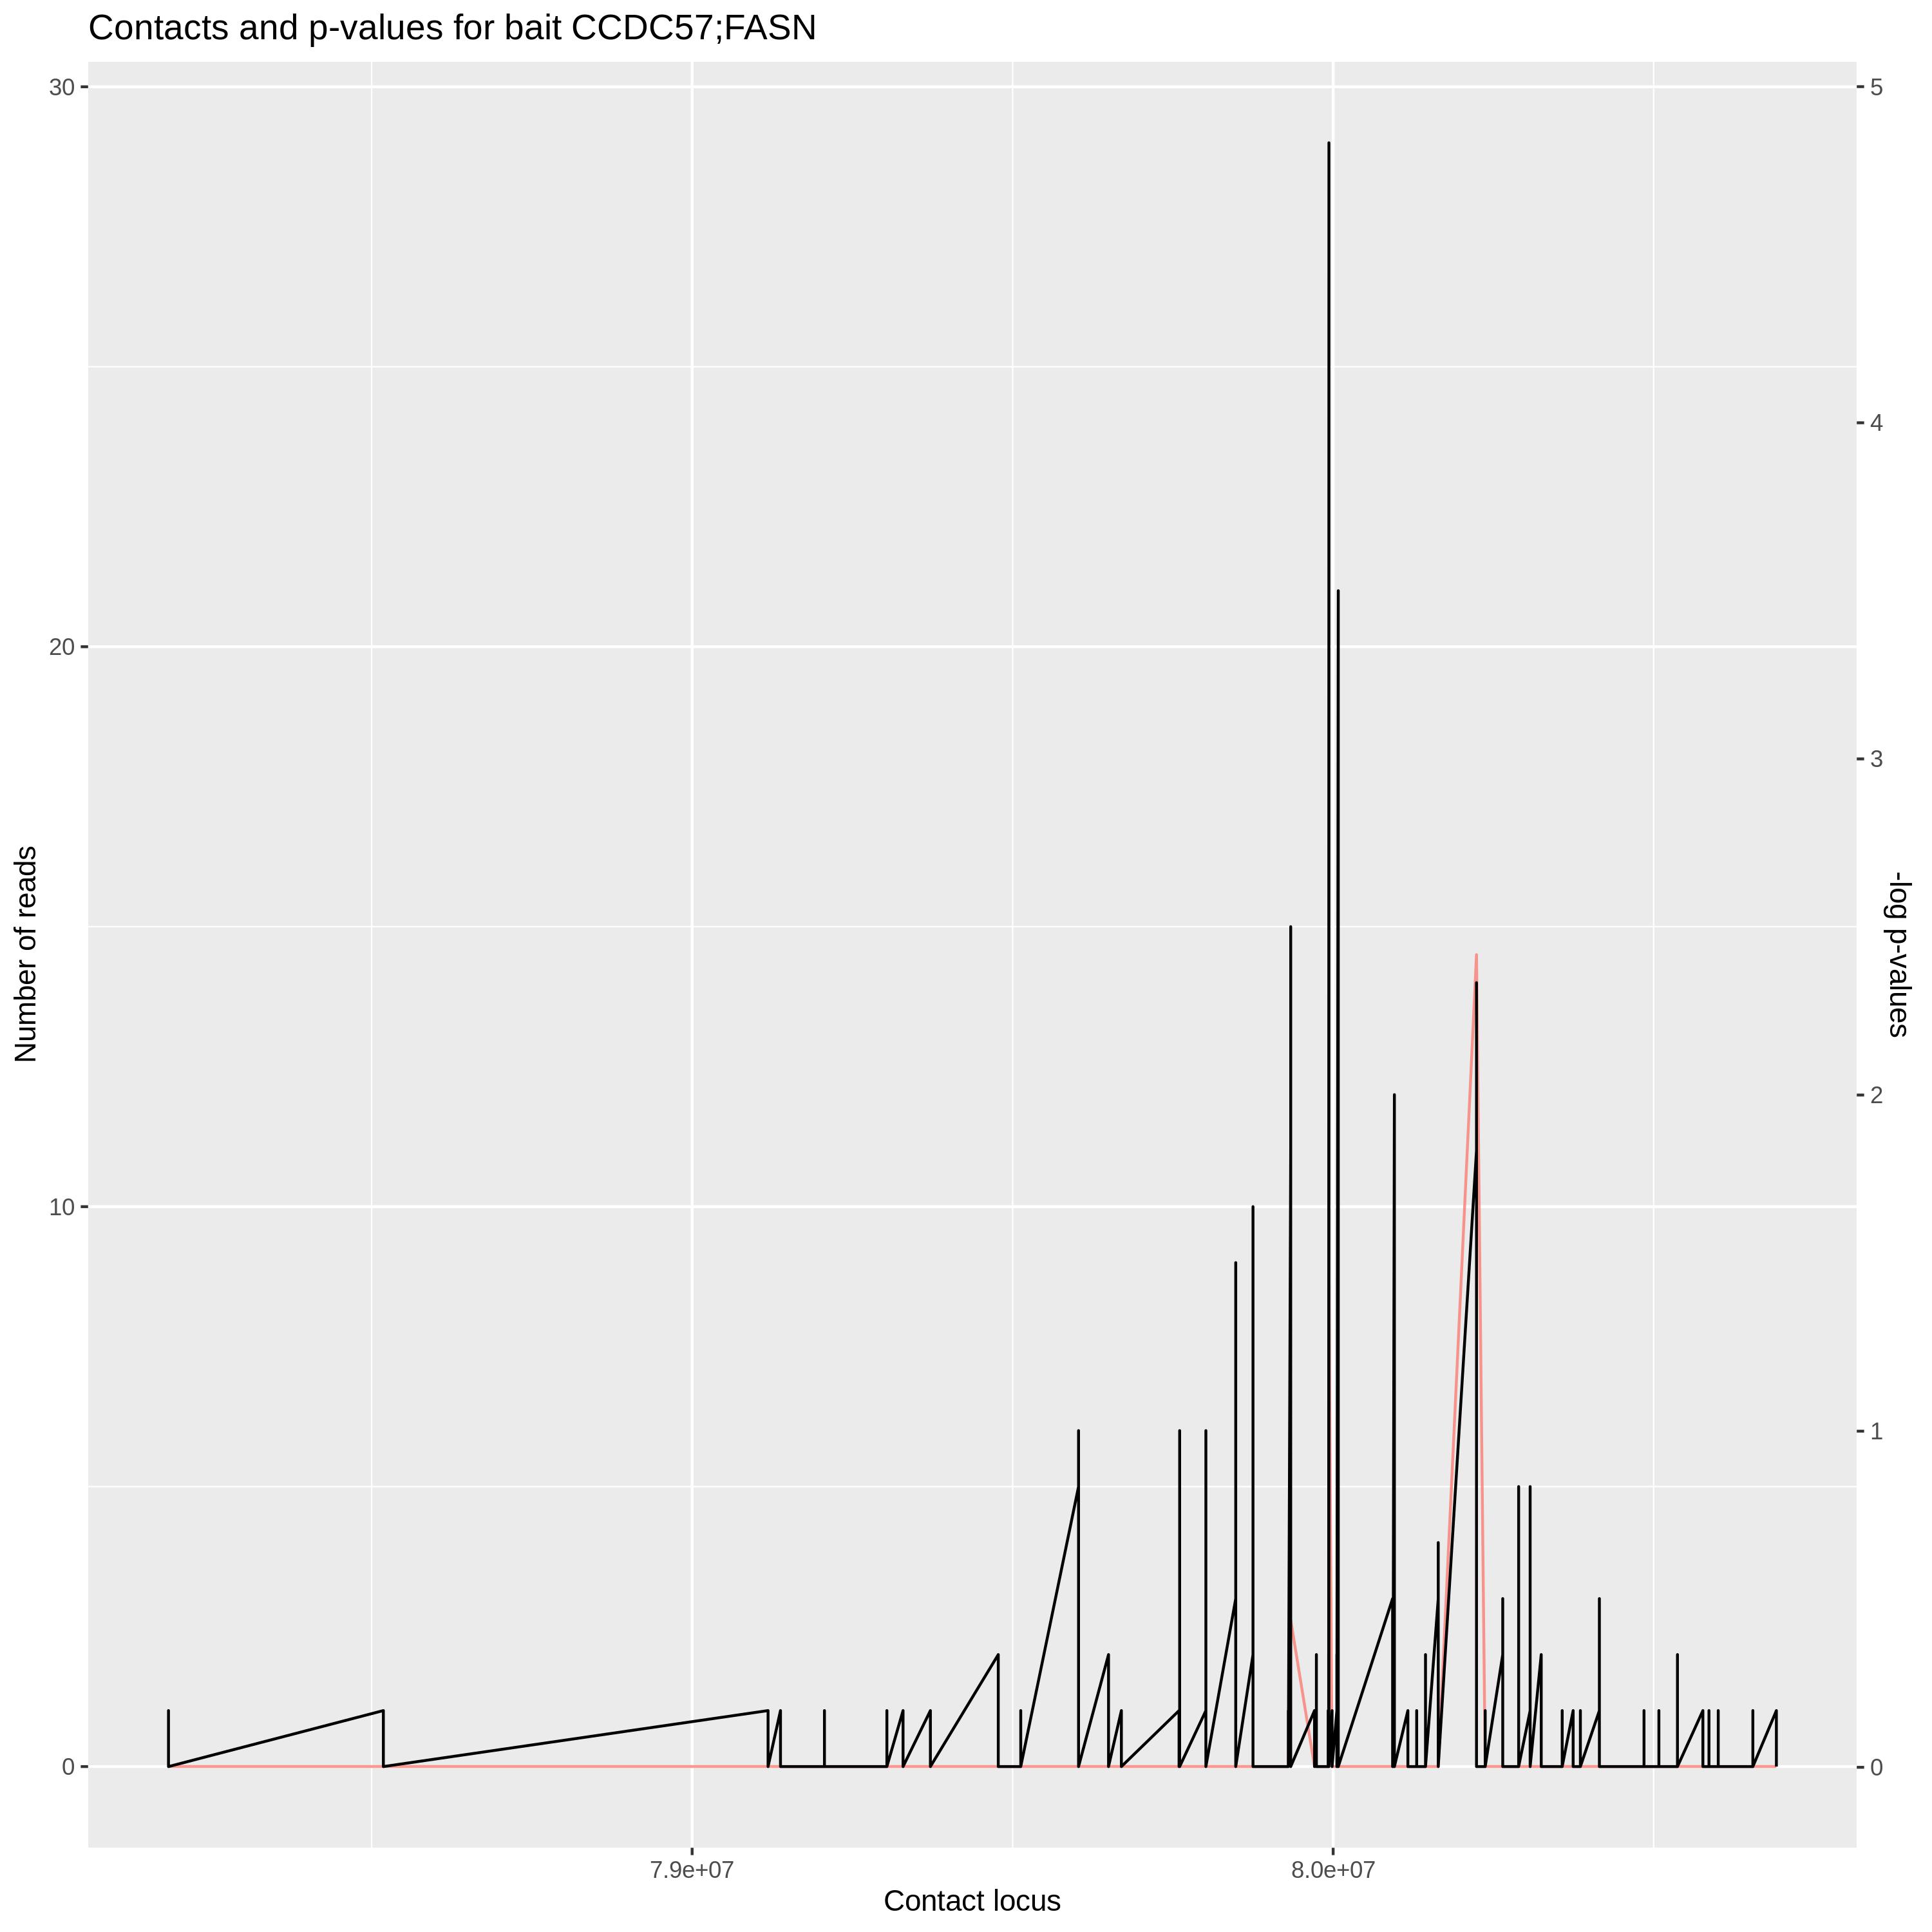 Contacts and p-values for bait CCDC57;FASN
30
20
10
0
Number of reads
5
4
3
2
1
0
-log p-values
7.9e+07
8.0e+07
Contact locus